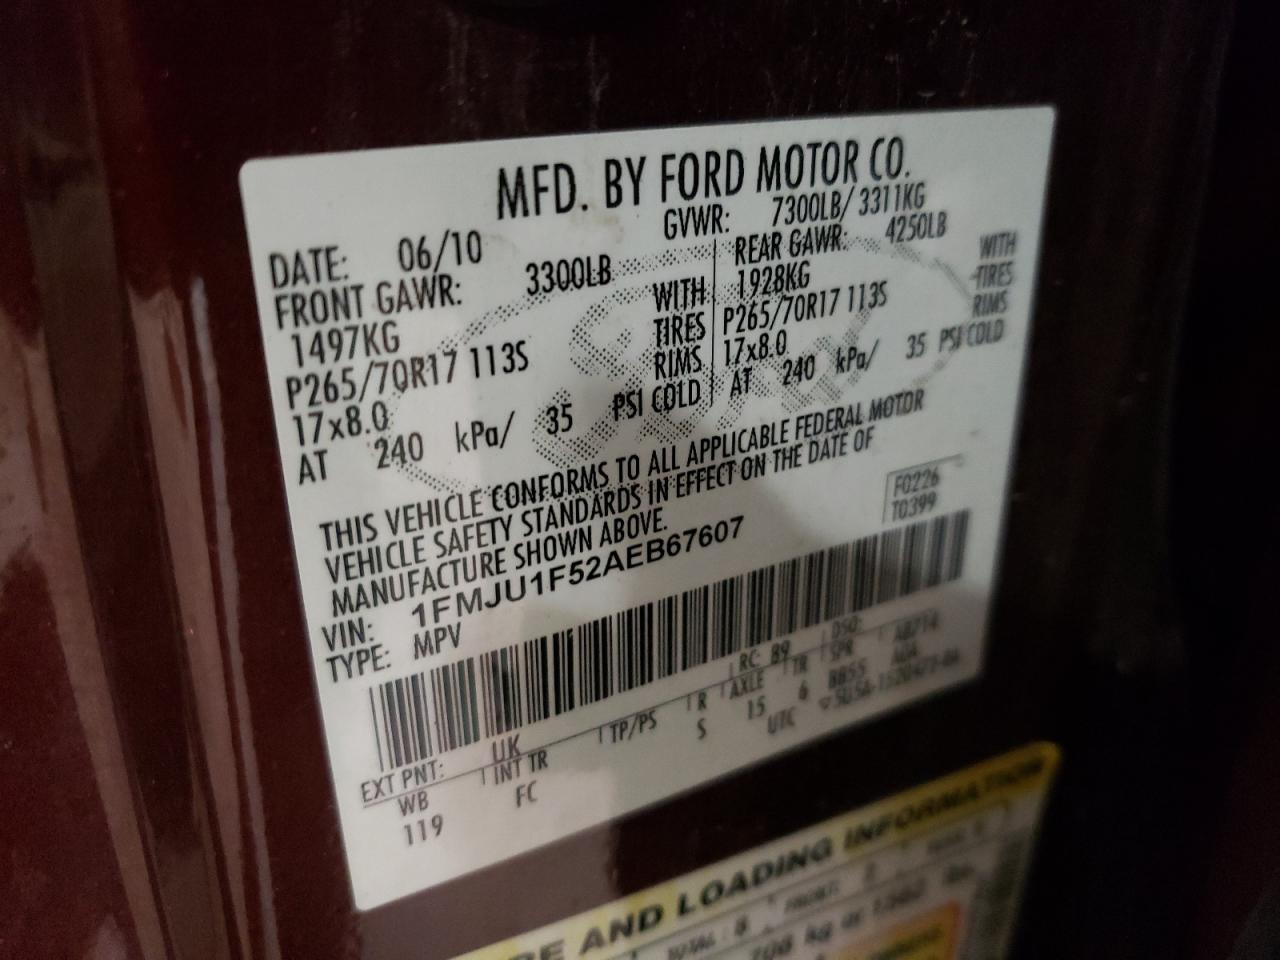 MFD. BY FORD MOTOR CO.
DATE: 06/10 GVWR: 7300LB/ 3311KG
FRONT GAWR: 3300LB REAR GAWR: 4250LB
1497KG WITH 1928KG WITH
P265/70R17 113S TIRES P265/70R17 113S TIRES
17x8.0 RIMS 17x8.0 RIMS
AT 240 kPa/ 35 PSI COLD AT 240 kPa/ 35 PSI COLD
THIS VEHICLE CONFORMS TO ALL APPLICABLE FEDERAL MOTOR
VEHICLE SAFETY STANDARDS IN EFFECT ON THE DATE OF
MANUFACTURE SHOWN ABOVE.
F0226
T0399
VIN: 1FMJU1F52AEB67607
TYPE: MPV
EXT PNT: UK RC: 89 DSO:
WB INT TR TP/PS R AXLE TR SPR
119 FC S 15 6 BB55
UTC
AND LOADING INFORMATION